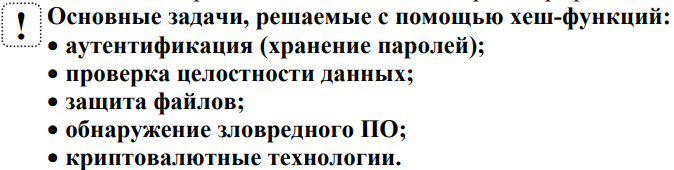 ! Основные задачи, решаемые с помощью хеш-функций:
• аутентификация (хранение паролей);
• проверка целостности данных;
• защита файлов;
• обнаружение зловредного ПО;
• криптовалютные технологии.